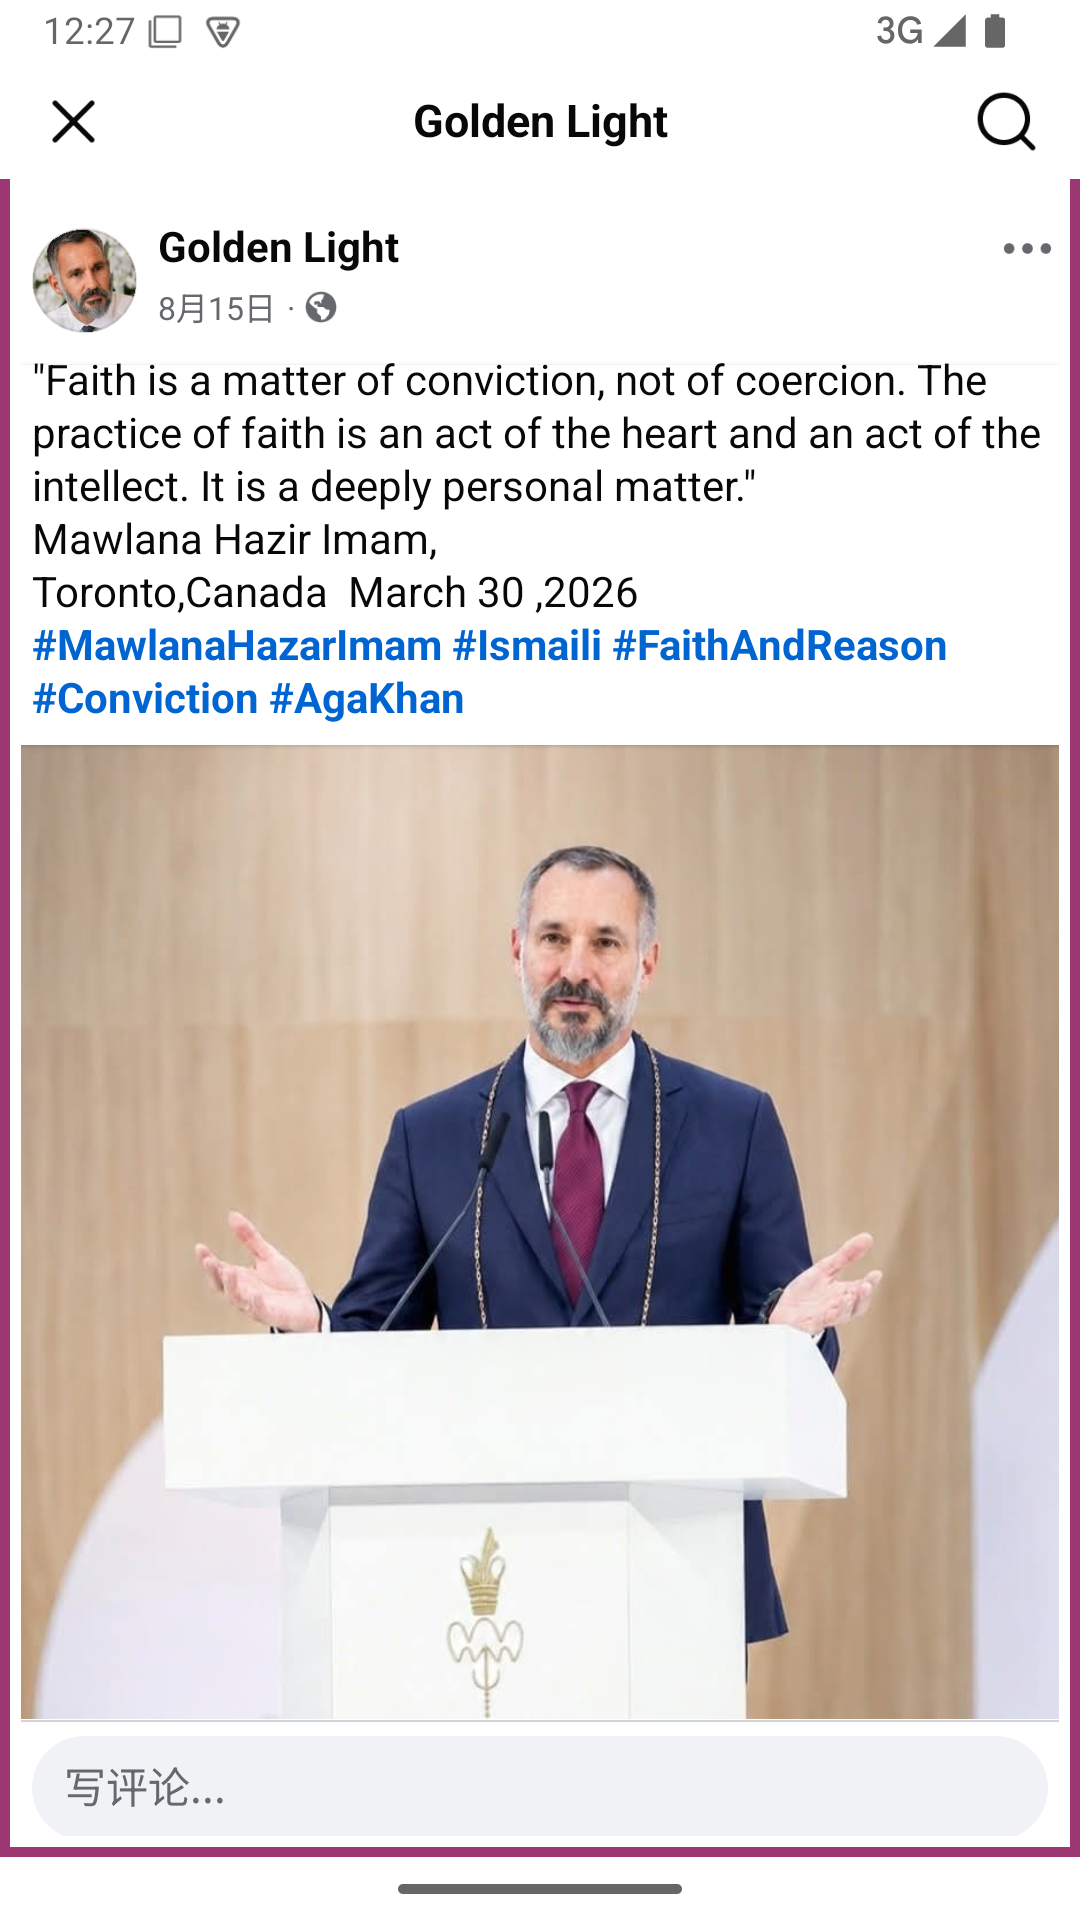 12:27
3G
Golden Light
Golden Light
8月15日 ·
"Faith is a matter of conviction, not of coercion. The
practice of faith is an act of the heart and an act of the
intellect. It is a deeply personal matter."
Mawlana Hazir Imam,
Toronto,Canada  March 30 ,2026
#MawlanaHazarImam #Ismaili #FaithAndReason
#Conviction #AgaKhan
写评论...